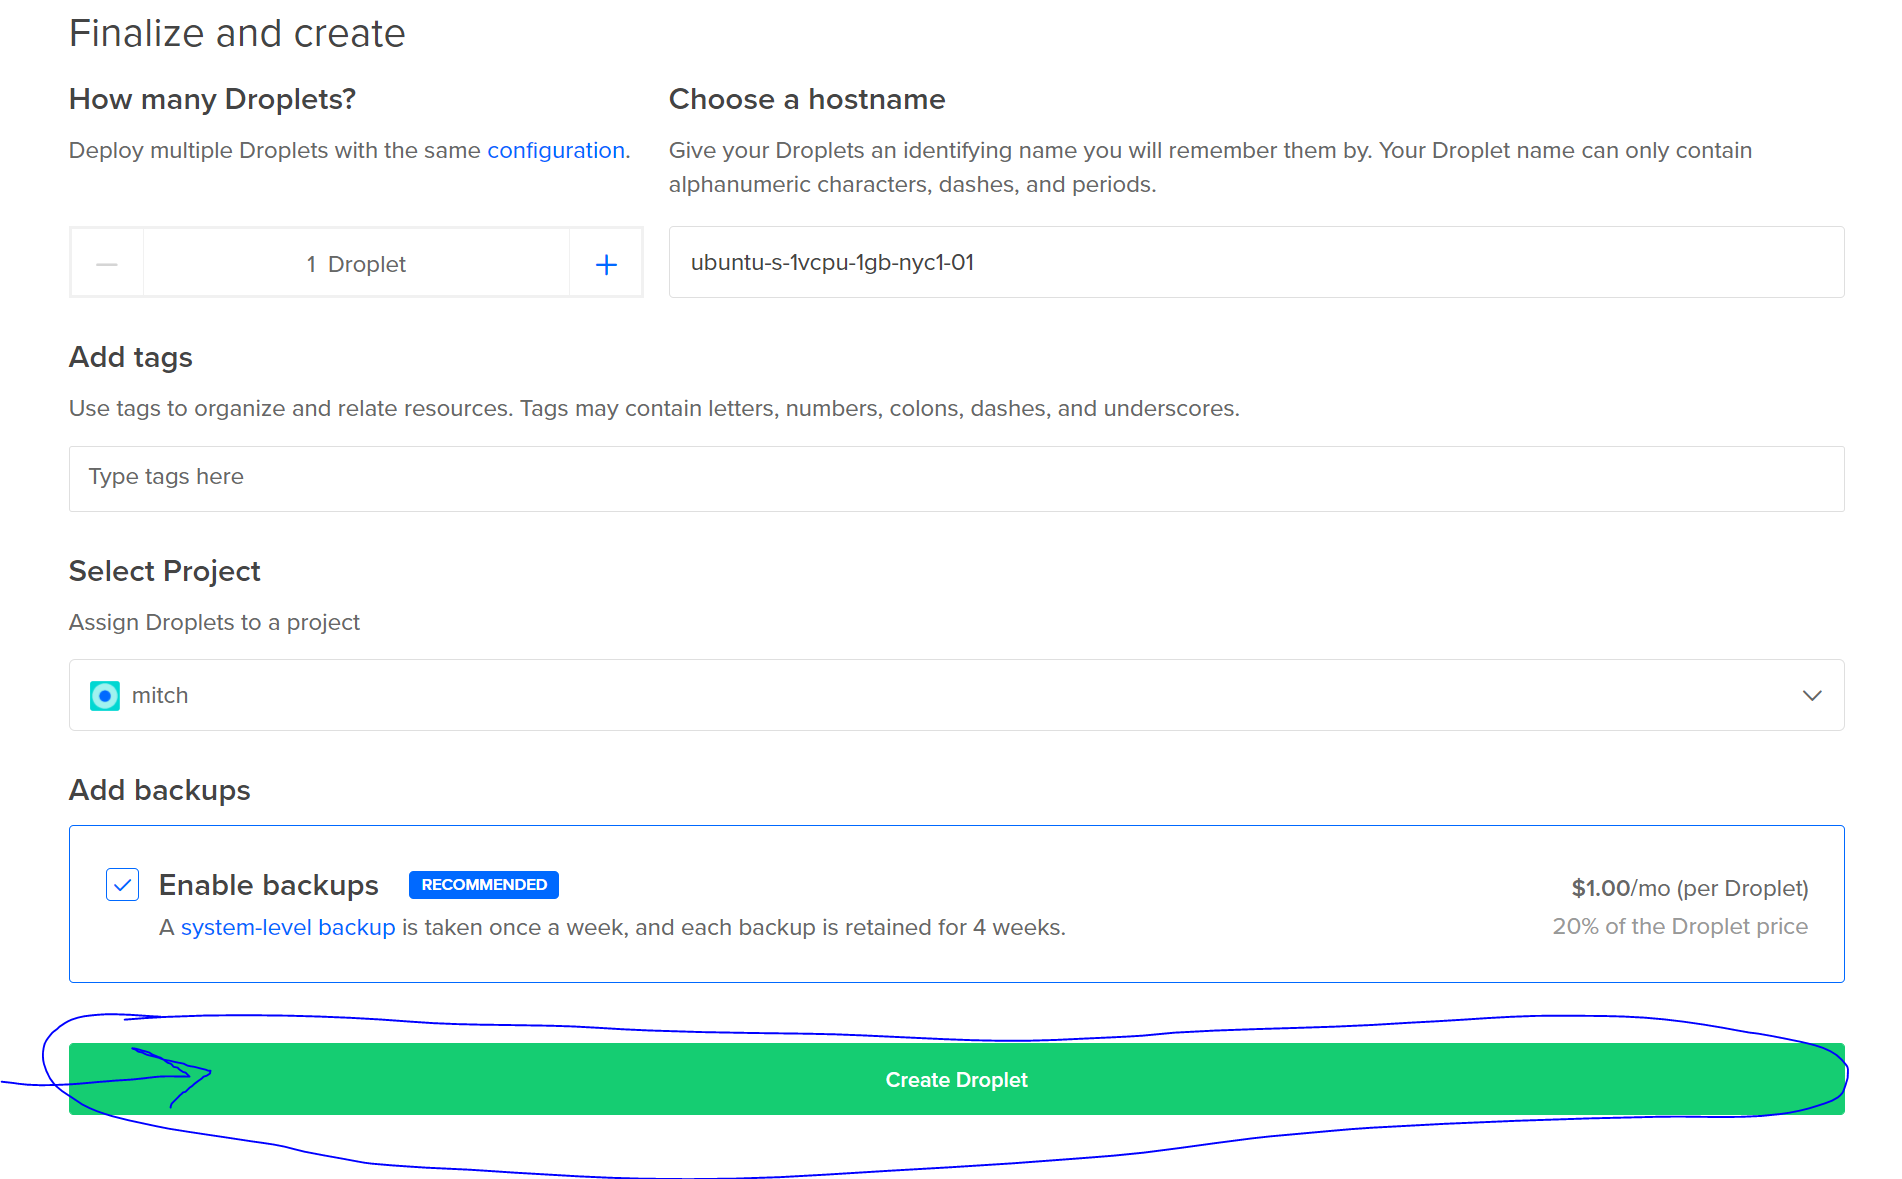 Finalize and create
How many Droplets?
Deploy multiple Droplets with the same configuration.
1 Droplet
Choose a hostname
Give your Droplets an identifying name you will remember them by. Your Droplet name can only contain
alphanumeric characters, dashes, and periods.
ubuntu-s-1vcpu-1gb-nyc1-01
Add tags
Use tags to organize and relate resources. Tags may contain letters, numbers, colons, dashes, and underscores.
Type tags here
Select Project
Assign Droplets to a project
mitch
Add backups
Enable backups RECOMMENDED
A system-level backup is taken once a week, and each backup is retained for 4 weeks.
$1.00/mo (per Droplet)
20% of the Droplet price
Create Droplet